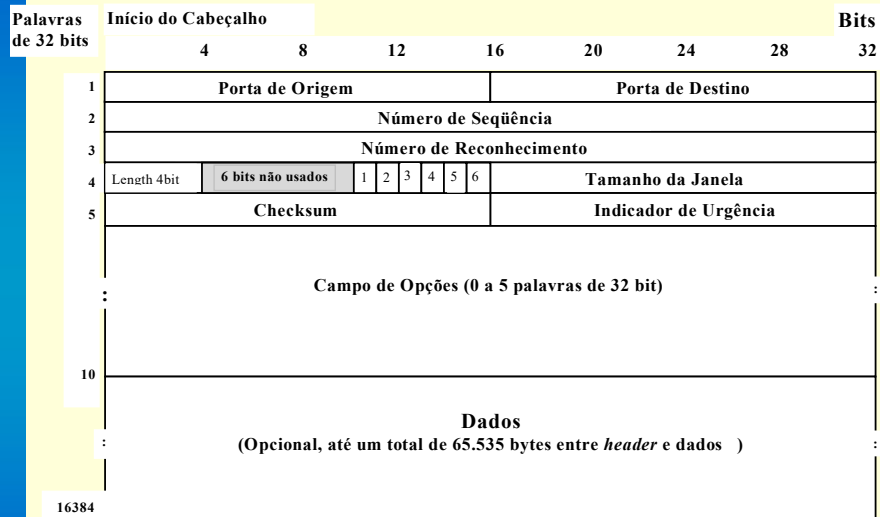 Palavras
de 32 bits
Início do Cabeçalho
Bits
4 8 12 16 20 24 28 32
1 Porta de Origem Porta de Destino
2 Número de Seqüência
3 Número de Reconhecimento
4 Length 4bit 6 bits não usados 1 2 3 4 5 6 Tamanho da Janela
5 Checksum Indicador de Urgência
: Campo de Opções (0 a 5 palavras de 32 bit) :
10
Dados
: (Opcional, até um total de 65.535 bytes entre header e dados ) :
16384